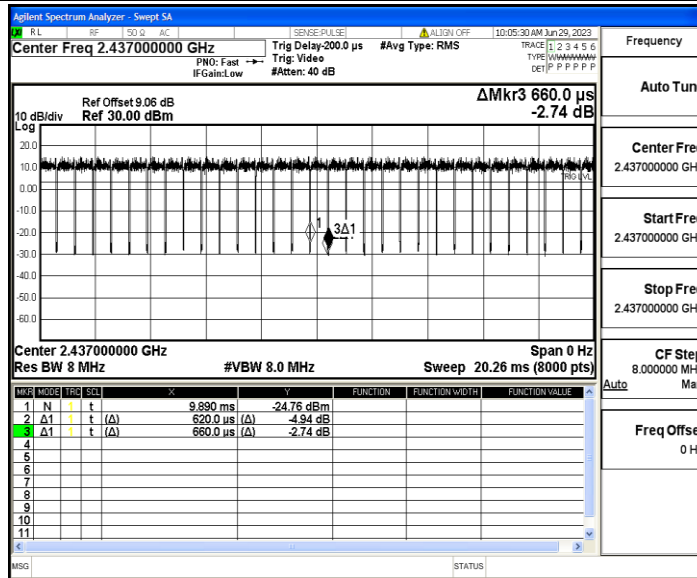 Agilent Spectrum Analyzer - Swept SA
RL RF 50 Ω AC SENSE:PULSE ALIGN OFF 10:05:30 AM Jun 29, 2023
Center Freq 2.437000000 GHz
PNO: Fast
IFGain:Low
Trig Delay-200.0 µs
Trig: Video
#Atten: 40 dB
#Avg Type: RMS
TRACE 1 2 3 4 5 6
TYPE
DET P P P P P P
ΔMkr3 660.0 µs
-2.74 dB
Ref Offset 9.06 dB
10 dB/div Ref 30.00 dBm
Log
20.0
10.0
TRIG LVL
0.00
-10.0
-20.0
1
3Δ1
-30.0
-40.0
-50.0
-60.0
Center 2.437000000 GHz Span 0 Hz
Res BW 8 MHz #VBW 8.0 MHz Sweep 20.26 ms (8000 pts)
MKR MODE TRC SCL X Y FUNCTION FUNCTION WIDTH FUNCTION VALUE
1 N 1 t 9.890 ms -24.76 dBm
2 Δ1 1 t (Δ) 620.0 µs (Δ) -4.94 dB
3 Δ1 1 t (Δ) 660.0 µs (Δ) -2.74 dB
4
5
6
7
8
9
10
11
MSG STATUS
Frequency
Auto Tun
Center Fre
2.437000000 GH
Start Fre
2.437000000 GH
Stop Fre
2.437000000 GH
CF Step
8.000000 MH
Auto Ma
Freq Offse
0 H